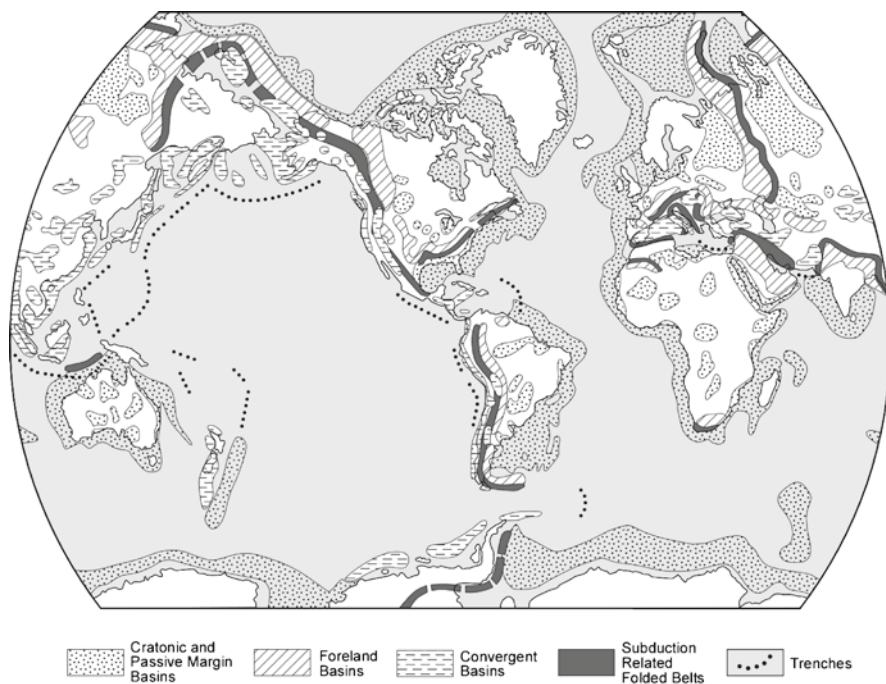 Cratonic and
Passive Margin
Basins
Foreland
Basins
Convergent
Basins
Subduction
Related
Folded Belts
Trenches